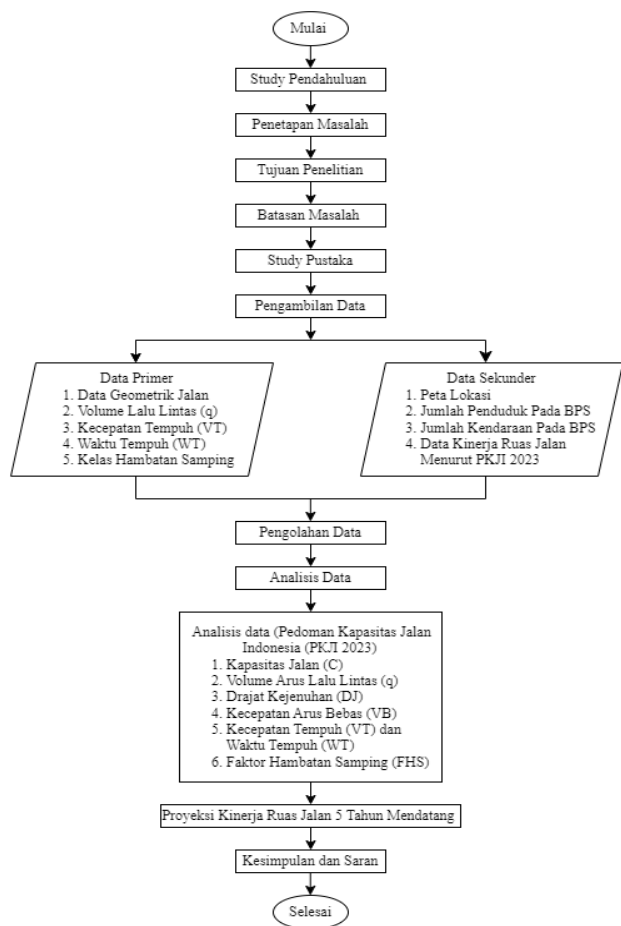 Mulai
Study Pendahuluan
Penetapan Masalah
Tujuan Penelitian
Batasan Masalah
Study Pustaka
Pengambilan Data
Data Primer
1. Data Geometrik Jalan
2. Volume Lalu Lintas (q)
3. Kecepatan Tempuh (VT)
4. Waktu Tempuh (WT)
5. Kelas Hambatan Samping
Data Sekunder
1. Peta Lokasi
2. Jumlah Penduduk Pada BPS
3. Jumlah Kendaraan Pada BPS
4. Data Kinerja Ruas Jalan
Menurut PKJI 2023
Pengolahan Data
Analisis Data
Analisis data (Pedoman Kapasitas Jalan
Indonesia (PKJI 2023)
1. Kapasitas Jalan (C)
2. Volume Arus Lalu Lintas (q)
3. Drajat Kejenuhan (DJ)
4. Kecepatan Arus Bebas (VB)
5. Kecepatan Tempuh (VT) dan
Waktu Tempuh (WT)
6. Faktor Hambatan Samping (FHS)
Proyeksi Kinerja Ruas Jalan 5 Tahun Mendatang
Kesimpulan dan Saran
Selesai